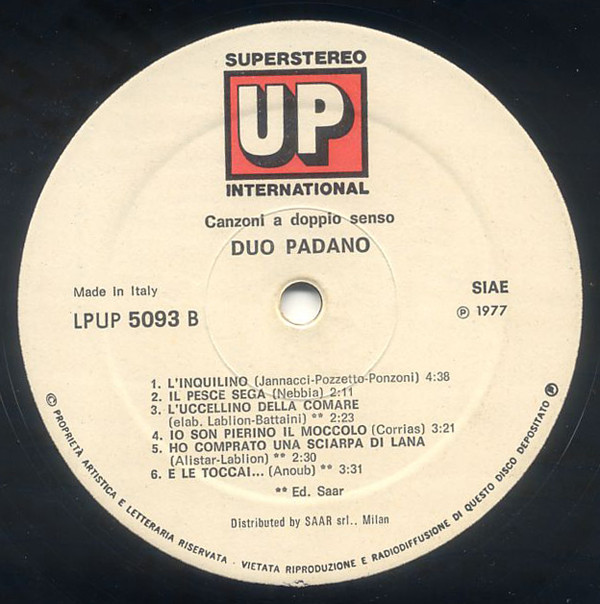 SUPERSTEREO
UP
INTERNATIONAL
Canzoni a doppio senso
DUO PADANO
Made in Italy
SIAE
LPUP 5093 B
℗ 1977
1. L'INQUILINO (Jannacci-Pozzetto-Ponzoni) 4:38
2. IL PESCE SEGA (Nebbia) 2:11
3. L'UCCELLINO DELLA COMARE
(elab. Lablion-Battaini) ** 2:23
4. IO SON PIERINO IL MOCCOLO (Corrias) 3:21
5. HO COMPRATO UNA SCIARPA DI LANA
(Alistar-Lablion) ** 2:30
6. E LE TOCCAI... (Anoub) ** 3:31
** Ed. Saar
Distributed by SAAR srl., Milan
© PROPRIETÀ ARTISTICA E LETTERARIA RISERVATA - VIETATA RIPRODUZIONE E RADIODIFFUSIONE DI QUESTO DISCO DEPOSITATO ℗